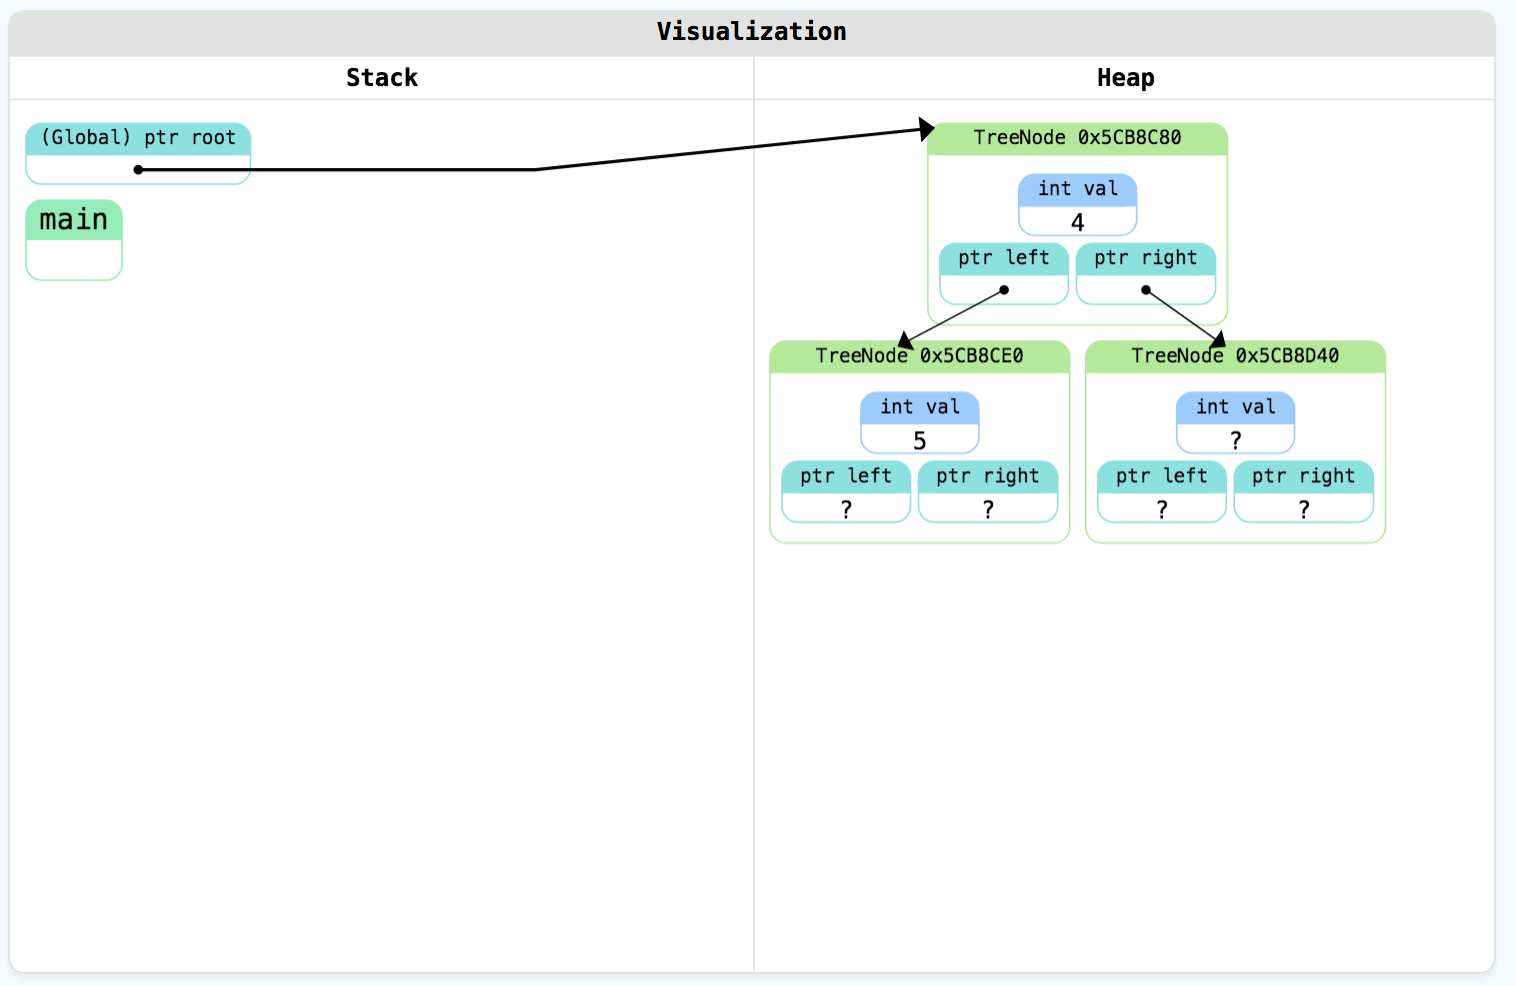 Visualization
Stack
Heap
(Global) ptr root
main
TreeNode 0x5CB8C80
int val
4
ptr left
ptr right
TreeNode 0x5CB8CE0
int val
5
ptr left
?
ptr right
?
TreeNode 0x5CB8D40
int val
?
ptr left
?
ptr right
?